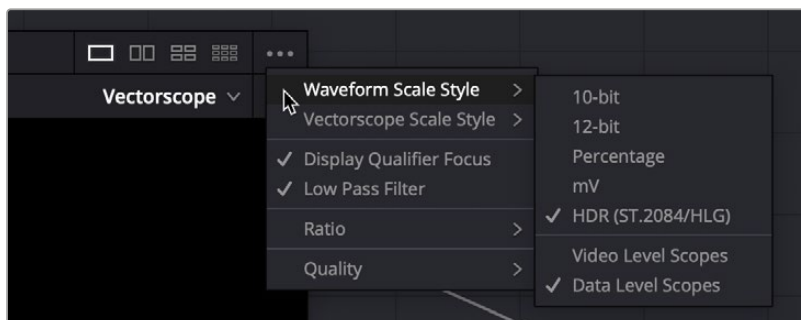 Vectorscope
Waveform Scale Style
Vectorscope Scale Style
Display Qualifier Focus
Low Pass Filter
Ratio
Quality
10-bit
12-bit
Percentage
mV
HDR (ST.2084/HLG)
Video Level Scopes
Data Level Scopes